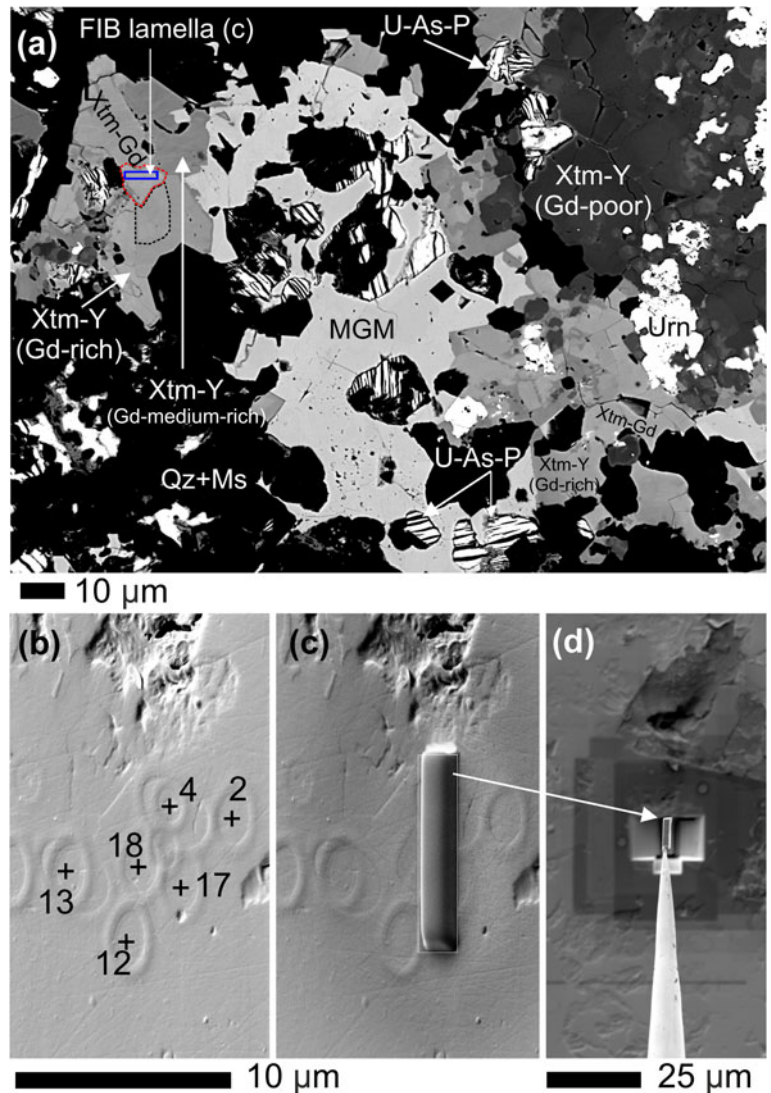 (a)
FIB lamella (c)
U-As-P
Xtm-Gd
Xtm-Y
(Gd-poor)
Xtm-Y
(Gd-rich)
MGM
Urn
Xtm-Y
(Gd-medium-rich)
Xtm-Gd
Qz+Ms
U-As-P
Xtm-Y
(Gd-rich)
10 µm
(b)
(c)
(d)
4
2
18
13
17
12
10 µm
25 µm